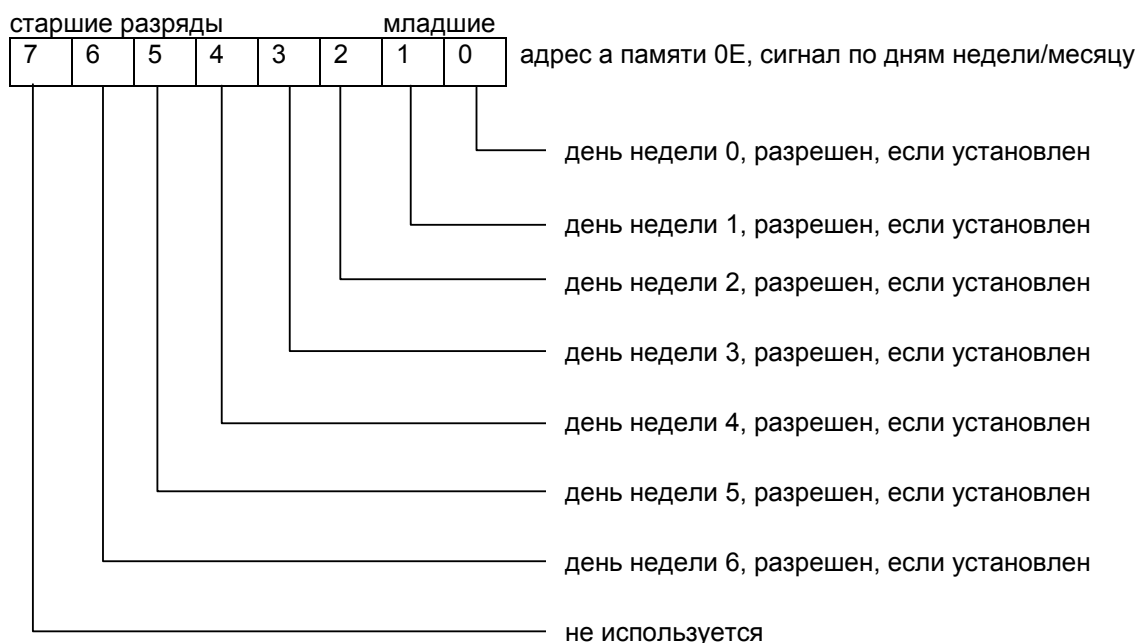 старшие разряды младшие
7 6 5 4 3 2 1 0 адрес а памяти 0E, сигнал по дням недели/месяцу
день недели 0, разрешен, если установлен
день недели 1, разрешен, если установлен
день недели 2, разрешен, если установлен
день недели 3, разрешен, если установлен
день недели 4, разрешен, если установлен
день недели 5, разрешен, если установлен
день недели 6, разрешен, если установлен
не используется